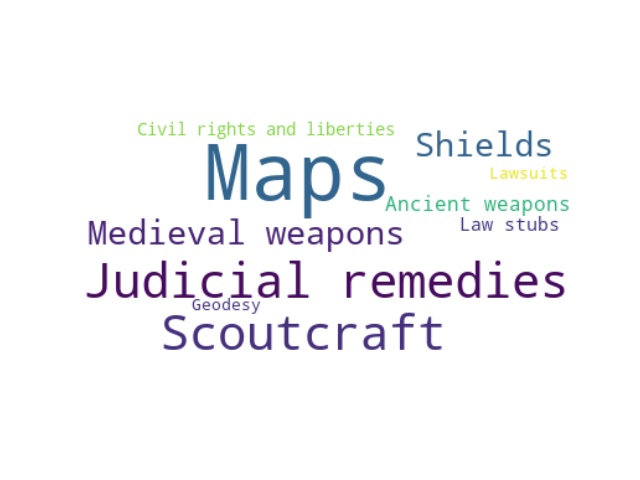 Civil rights and liberties
Shields
Maps
Lawsuits
Ancient weapons
Law stubs
Medieval weapons
Judicial remedies
Geodesy
Scoutcraft